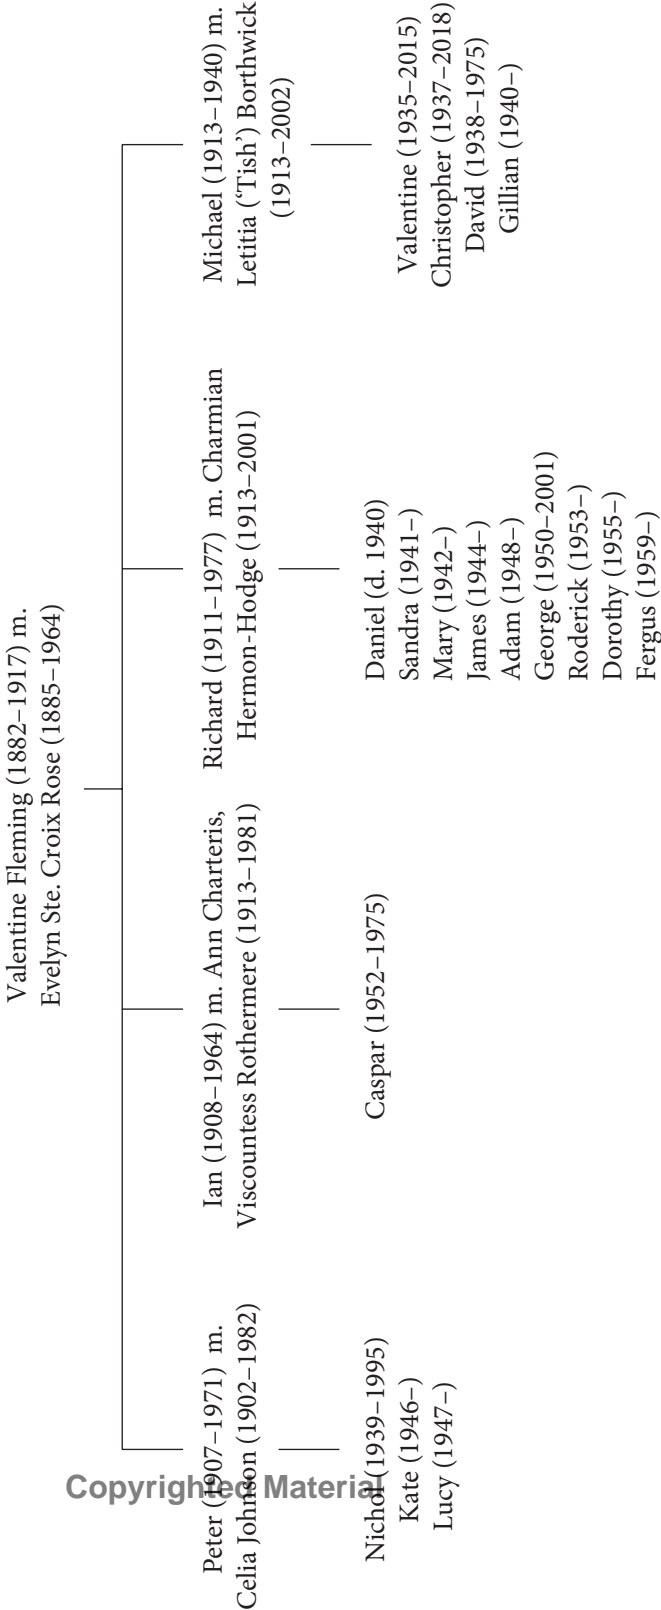 Valentine Fleming (1882–1917) m.
Evelyn Ste. Croix Rose (1885–1964)
Peter (1907–1971) m.
Celia Johnson (1902–1982)
Nichol (1939–1995)
Kate (1946–)
Lucy (1947–)
Ian (1908–1964) m. Ann Charteris,
Viscountess Rothermere (1913–1981)
Caspar (1952–1975)
Richard (1911–1977) m. Charmian
Hermon-Hodge (1913–2001)
Daniel (d. 1940)
Sandra (1941–)
Mary (1942–)
James (1944–)
Adam (1948–)
George (1950–2001)
Roderick (1953–)
Dorothy (1955–)
Fergus (1959–)
Michael (1913–1940) m.
Letitia (‘Tish’) Borthwick
(1913–2002)
Valentine (1935–2015)
Christopher (1937–2018)
David (1938–1975)
Gillian (1940–)
Copyrighted Material